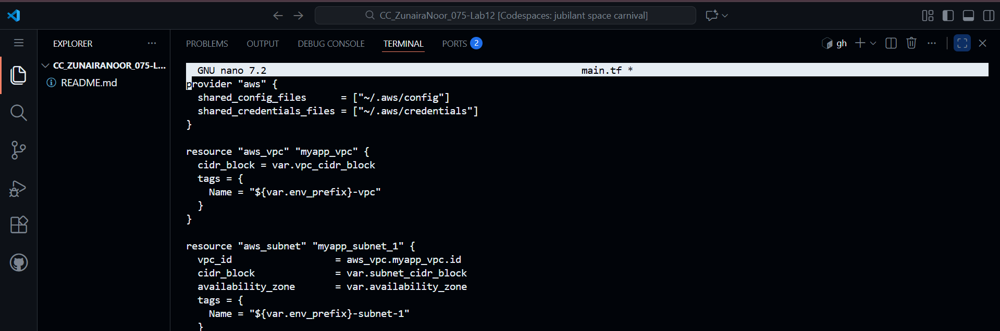 CC_ZunairaNoor_075-Lab12 [Codespaces: jubilant space carnival]
EXPLORER
CC_ZUNAIRANOOR_075-L...
README.md
PROBLEMS OUTPUT DEBUG CONSOLE TERMINAL PORTS 2
gh
GNU nano 7.2 main.tf *
provider "aws" {
  shared_config_files      = ["~/.aws/config"]
  shared_credentials_files = ["~/.aws/credentials"]
}
resource "aws_vpc" "myapp_vpc" {
  cidr_block = var.vpc_cidr_block
  tags = {
    Name = "${var.env_prefix}-vpc"
  }
}
resource "aws_subnet" "myapp_subnet_1" {
  vpc_id                  = aws_vpc.myapp_vpc.id
  cidr_block              = var.subnet_cidr_block
  availability_zone       = var.availability_zone
  tags = {
    Name = "${var.env_prefix}-subnet-1"
  }